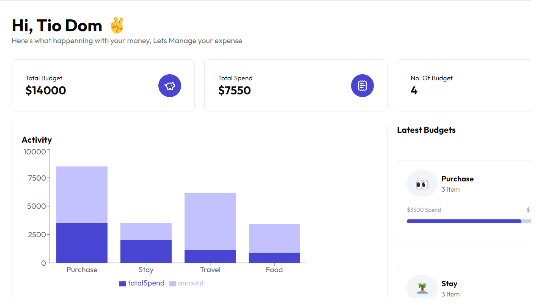 Hi, Tio Dom ✌️
Here's what happenning with your money, Lets Manage your expense
Total Budget
$14000
Total Spend
$7550
No. Of Budget
4
Activity
10000
7500
5000
2500
0
Purchase
Stay
Travel
Food
totalSpend
amount
Latest Budgets
Purchase
3 Item
$3500 Spend
$
Stay
3 Item